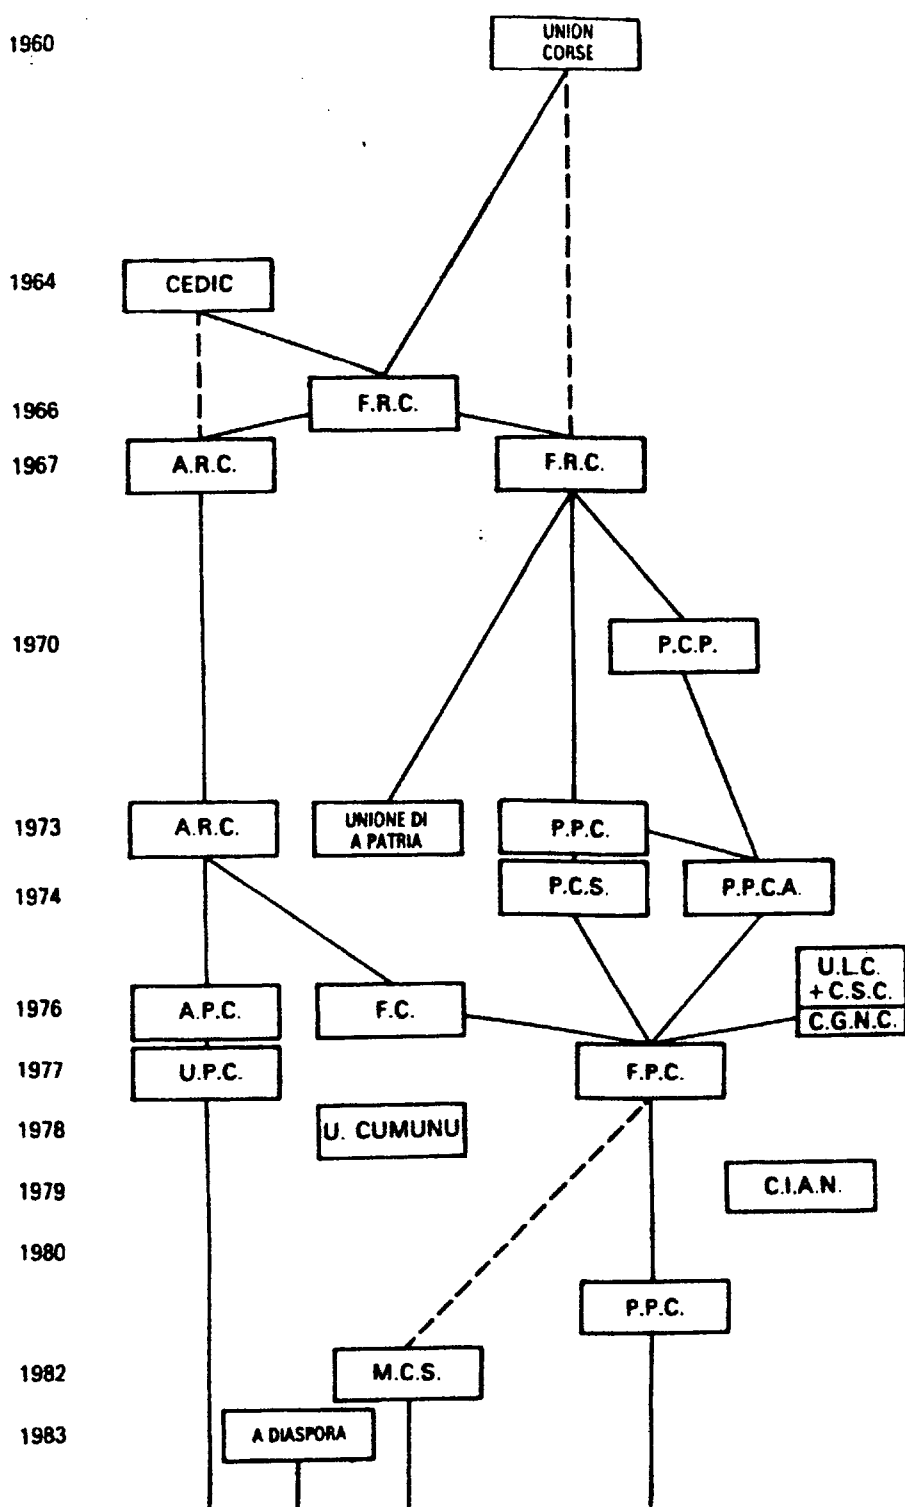 1960
UNION
CORSE
1964
CEDIC
1966
F.R.C.
1967
A.R.C.
F.R.C.
1970
P.C.P.
1973
A.R.C.
UNIONE DI
A PATRIA
P.P.C.
1974
P.C.S.
P.P.C.A.
U.L.C.
+ C.S.C.
C.G.N.C.
1976
A.P.C.
F.C.
1977
U.P.C.
F.P.C.
1978
U. CUMUNU
1979
C.I.A.N.
1980
P.P.C.
1982
M.C.S.
1983
A DIASPORA